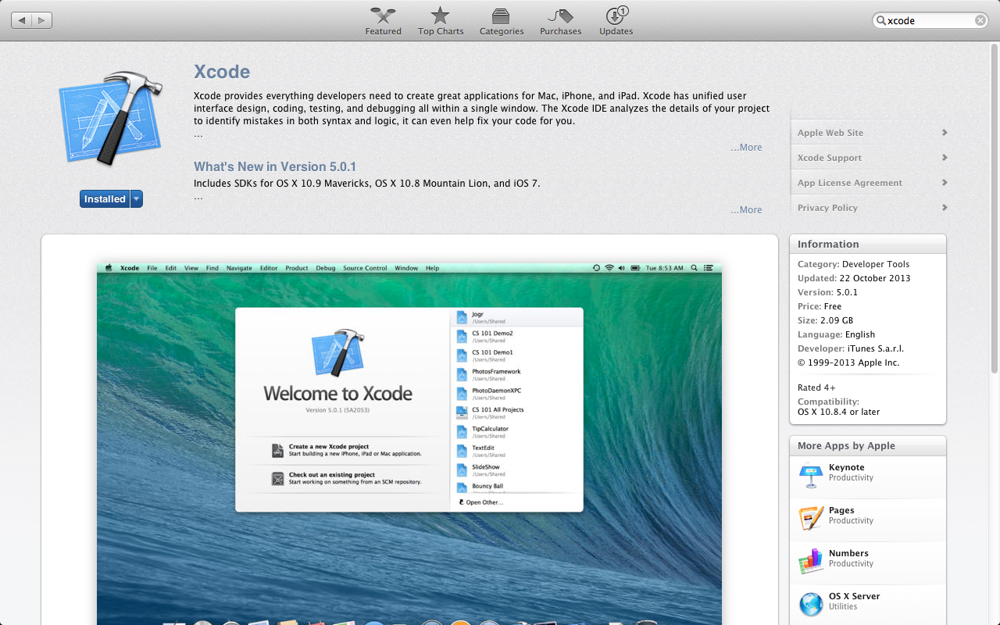 Featured
Top Charts
Categories
Purchases
1
Updates
xcode
Xcode
Xcode provides everything developers need to create great applications for Mac, iPhone, and iPad. Xcode has unified user
interface design, coding, testing, and debugging all within a single window. The Xcode IDE analyzes the details of your project
to identify mistakes in both syntax and logic, it can even help fix your code for you.
...
...More
What's New in Version 5.0.1
Includes SDKs for OS X 10.9 Mavericks, OS X 10.8 Mountain Lion, and iOS 7.
...
...More
Installed
Apple Web Site
Xcode Support
App License Agreement
Privacy Policy
Xcode File Edit View Find Navigate Editor Product Debug Source Control Window Help
Tue 8:53 AM
Welcome to Xcode
Version 5.0.1 (5A2053)
Create a new Xcode project
Start building a new iPhone, iPad or Mac application.
Check out an existing project
Start working on something from an SCM repository.
Jogr
/Users/Shared
CS 101 Demo2
/Users/Shared
CS 101 Demo1
/Users/Shared
PhotosFramework
/Users/Shared
PhotoDaemonXPC
/Users/Shared
CS 101 All Projects
/Users/Shared
TipCalculator
/Users/Shared
TextEdit
/Users/Shared
SlideShow
/Users/Shared
Bouncy Ball
/Users/Shared
Open Other...
Information
Category: Developer Tools
Updated: 22 October 2013
Version: 5.0.1
Price: Free
Size: 2.09 GB
Language: English
Developer: iTunes S.a.r.l.
© 1999-2013 Apple Inc.
Rated 4+
Compatibility:
OS X 10.8.4 or later
More Apps by Apple
Keynote
Productivity
Pages
Productivity
Numbers
Productivity
OS X Server
Utilities